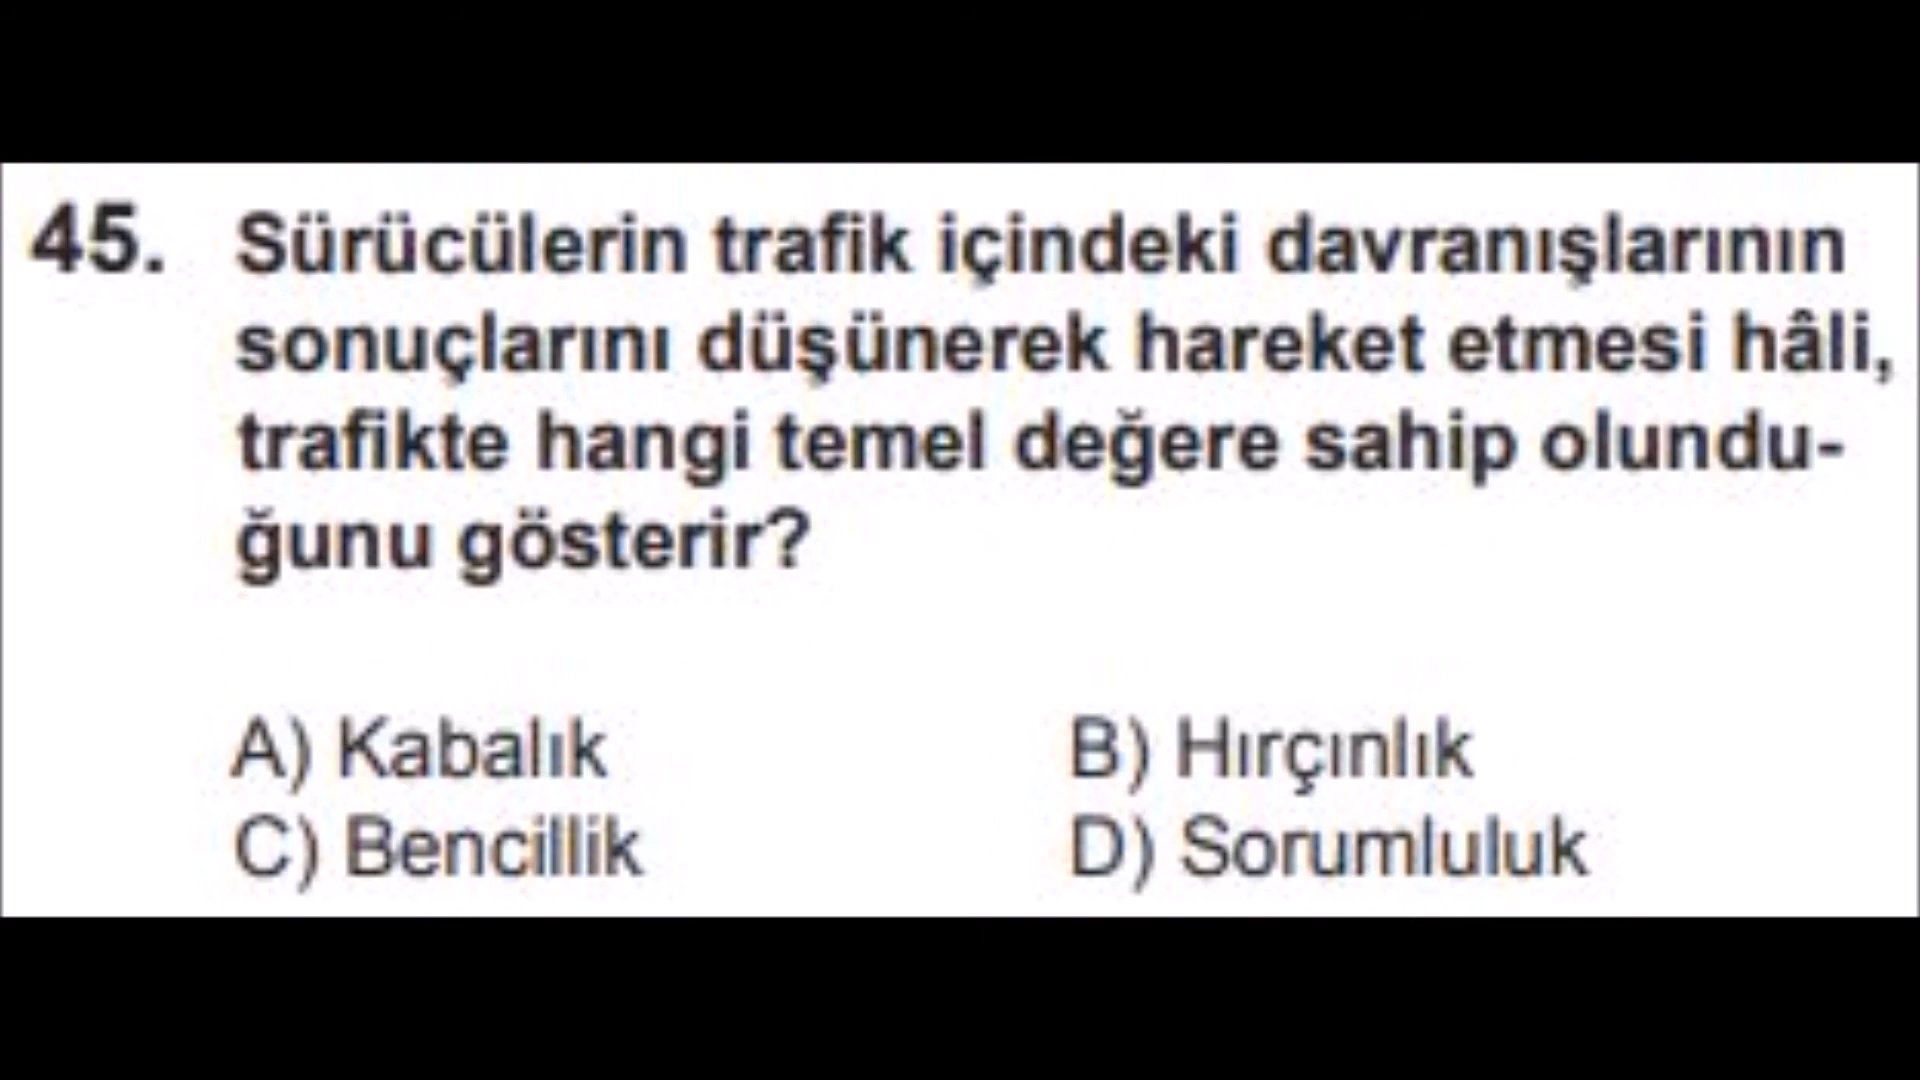 45. Sürücülerin trafik içindeki davranışlarının
sonuçlarını düşünerek hareket etmesi hâli,
trafikte hangi temel değere sahip olundu-
ğunu gösterir?
A) Kabalık B) Hırçınlık
C) Bencillik D) Sorumluluk